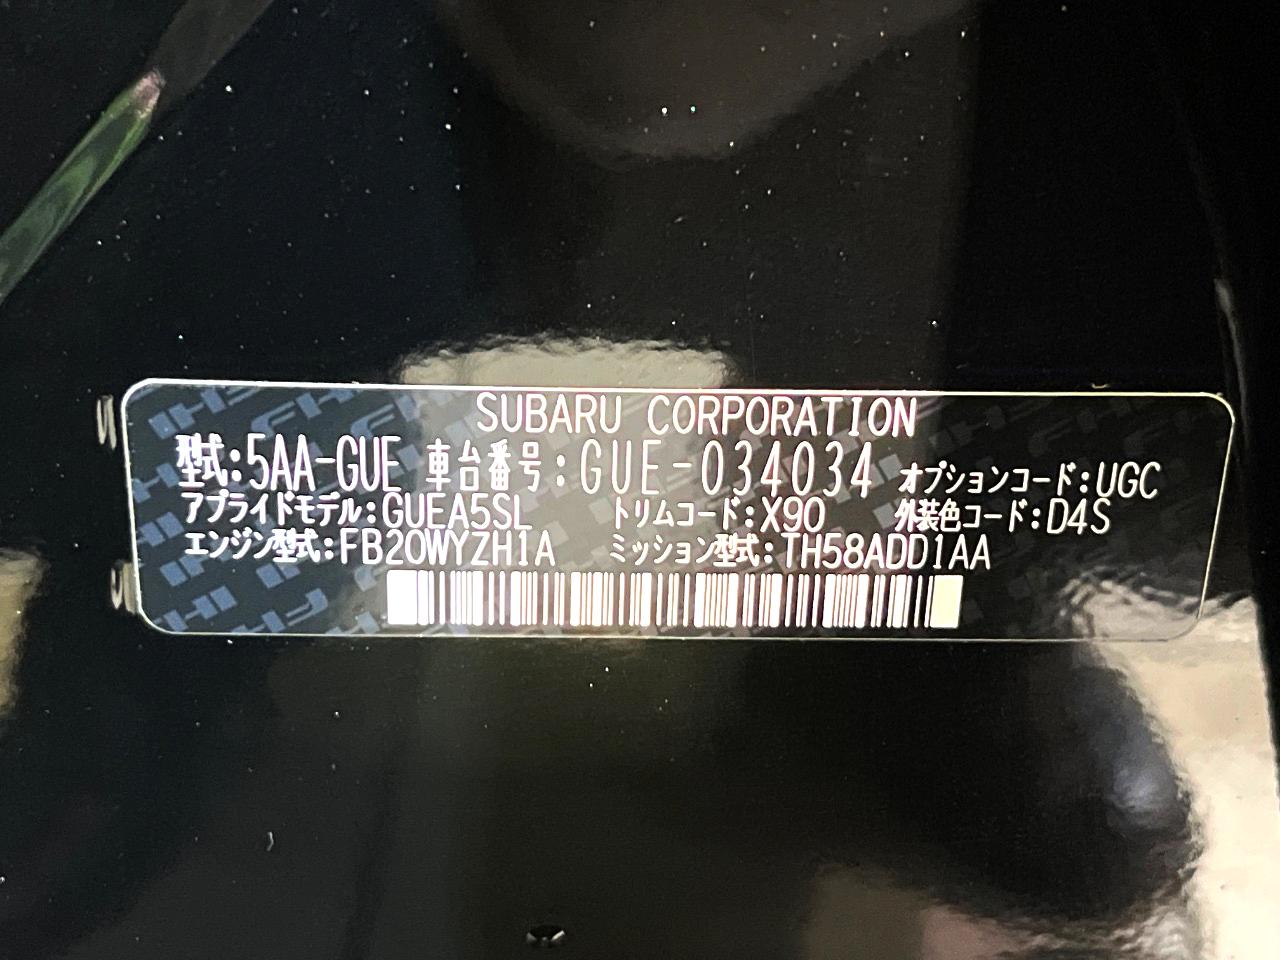 SUBARU CORPORATION
型式:5AA-GUE 車台番号:GUE-034034 オプションコード:UGC
アプライドモデル:GUEA5SL トリムコード:X90 外装色コード:D4S
エンジン型式:FB20WYZH1A ミッション型式:TH58ADD1AA